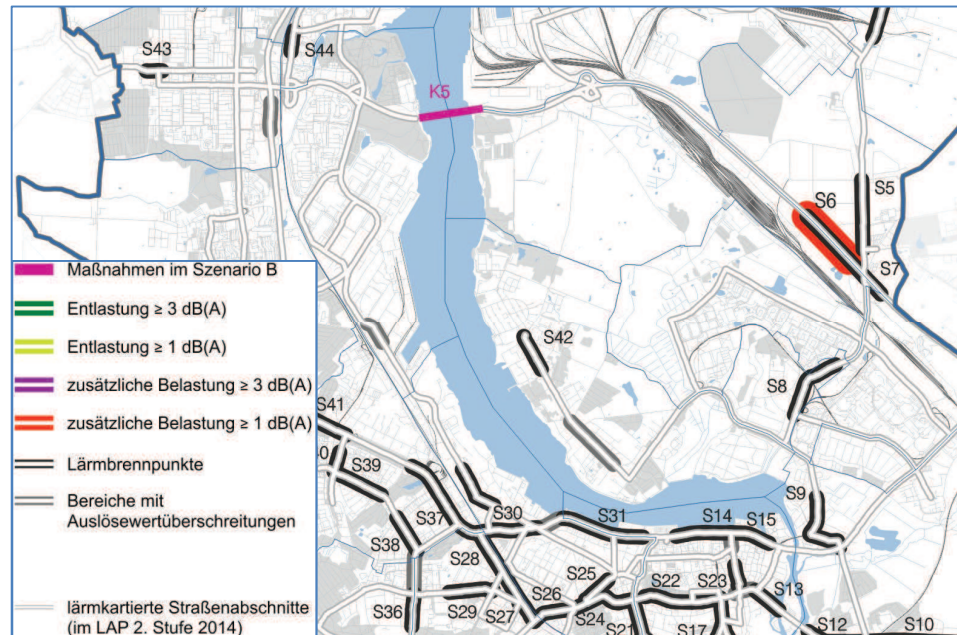 S43
S44
K5
S5
S6
S7
S42
S8
S41
40
S39
S9
S37
S30
S31
S14
S15
S38
S28
S25
S22
S23
S13
S36
S29
S27
S26
S24
S21
S17
S12
S10
Maßnahmen im Szenario B
Entlastung ≥ 3 dB(A)
Entlastung ≥ 1 dB(A)
zusätzliche Belastung ≥ 3 dB(A)
zusätzliche Belastung ≥ 1 dB(A)
Lärmbrennpunkte
Bereiche mit
Auslösewertüberschreitungen
lärmkartierte Straßenabschnitte
(im LAP 2. Stufe 2014)